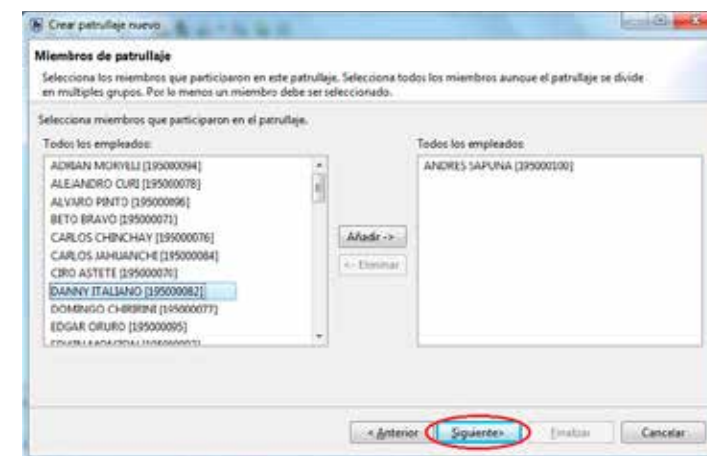 Crear patrullaje nuevo
Miembros de patrullaje
Selecciona los miembros que participaron en este patrullaje. Selecciona todos los miembros aunque el patrullaje se divide
en multiples grupos. Por lo menos un miembro debe ser seleccionado.
Selecciona miembros que participaron en el patrullaje.
Todos los empleados:
ADRIAN [195000094]
ALEJANDRO CURI [195000078]
ALVARO PINTO [195000096]
BETO BRAVO [195000071]
CARLOS CHINCHAY [195000076]
CARLOS JAHUANCHE [195000084]
CIRO ASTETE [195000070]
DANNY ITALIANO [195000082]
DOMINGO CHIRIRINI [195000077]
EDGAR ORURO [195000095]
Añadir ->
<- Eliminar
Todos los empleados
ANDRES SAPUNA [195000100]
< Anterior
Siguiente>
Finalizar
Cancelar